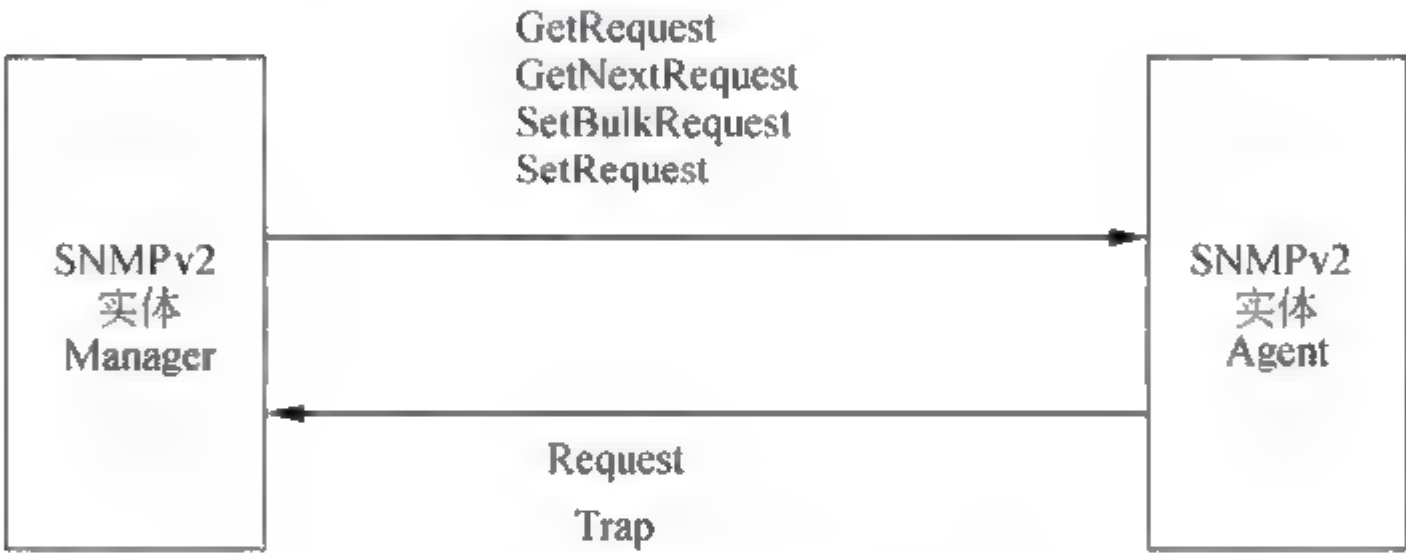 GetRequest
GetNextRequest
SetBulkRequest
SetRequest
SNMPv2
实体
Manager
SNMPv2
实体
Agent
Request
Trap